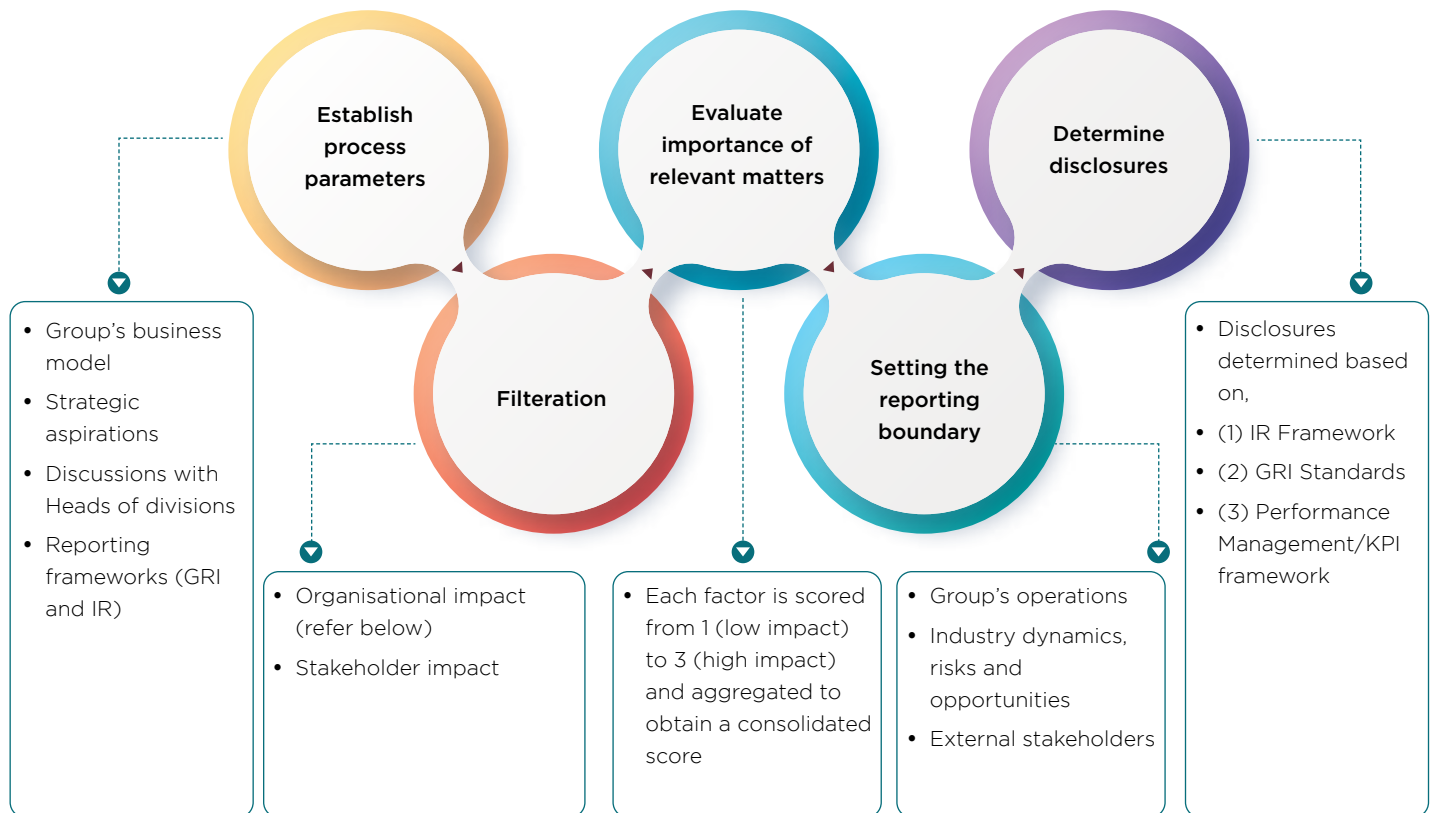 Establish
process
parameters
Evaluate
importance of
relevant matters
Determine
disclosures
Filteration
Setting the
reporting
boundary
• Group's business
model
• Strategic
aspirations
• Discussions with
Heads of divisions
• Reporting
frameworks (GRI
and IR)
• Organisational impact
(refer below)
• Stakeholder impact
• Each factor is scored
from 1 (low impact)
to 3 (high impact)
and aggregated to
obtain a consolidated
score
• Group's operations
• Industry dynamics,
risks and
opportunities
• External stakeholders
• Disclosures
determined based
on,
• (1) IR Framework
• (2) GRI Standards
• (3) Performance
Management/KPI
framework